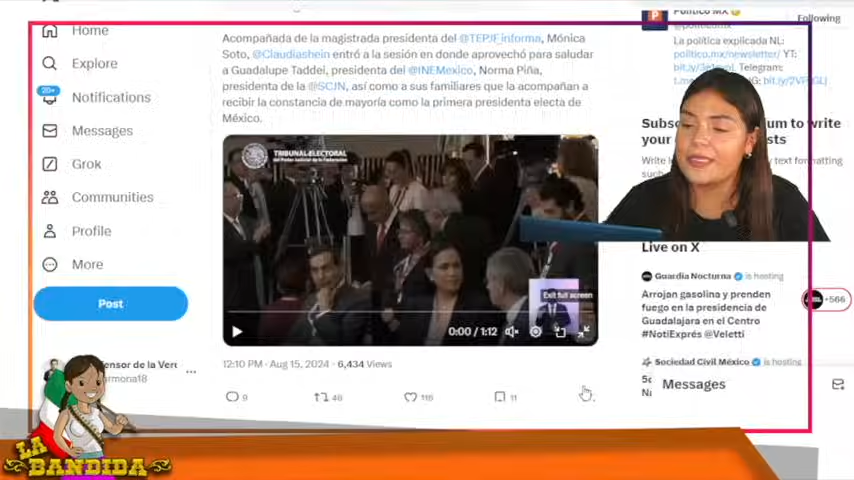 Home
Explore
20+
Notifications
Messages
Grok
Communities
Profile
More
Post
armona18
Acompañada de la magistrada presidenta del @TEPJF_informa, Mónica
Soto, @Claudiashein entró a la sesión en donde aprovechó para saludar
a Guadalupe Taddei, presidenta del @INEMexico, Norma Piña,
presidenta de la @SCJN, así como a sus familiares que la acompañan a
recibir la constancia de mayoría como la primera presidenta electa de
México.
TRIBUNAL ELECTORAL
del Poder Judicial de la Federación
Exit full screen
0:00 / 1:12
12:10 PM · Aug 15, 2024 · 6,434 Views
9
46
116
11
Político MX
Following
La política explicada NL:
politico.mx/newsletter/ YT:
Telegram:
Live on X
Guardia Nocturna is hosting
Arrojan gasolina y prenden
fuego en la presidencia de
Guadalajara en el Centro
#NotiExprés @Veletti
+566
Sociedad Civil México is hosting
Messages
LA
BANDIDA